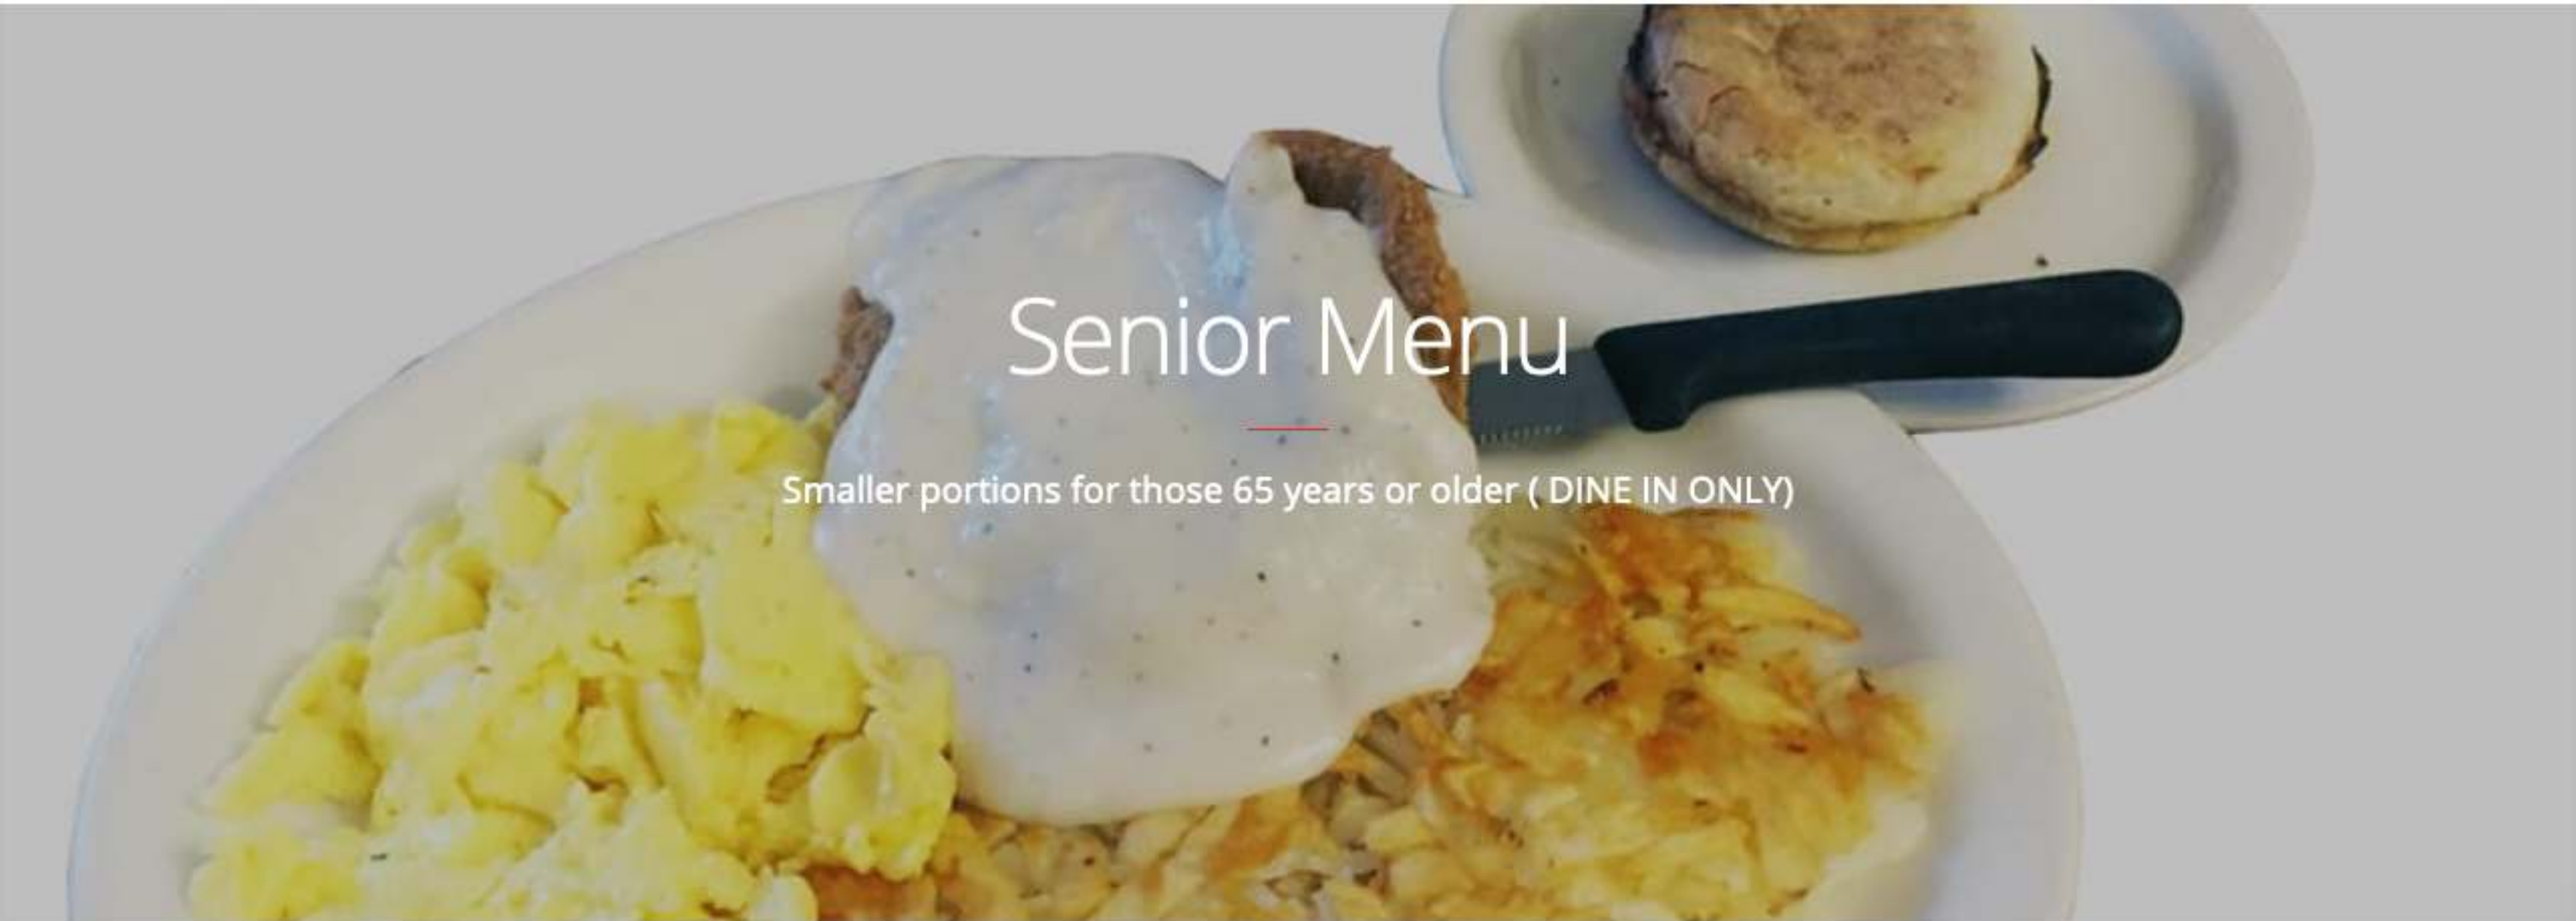 Senior Menu
Smaller portions for those 65 years or older ( DINE IN ONLY)